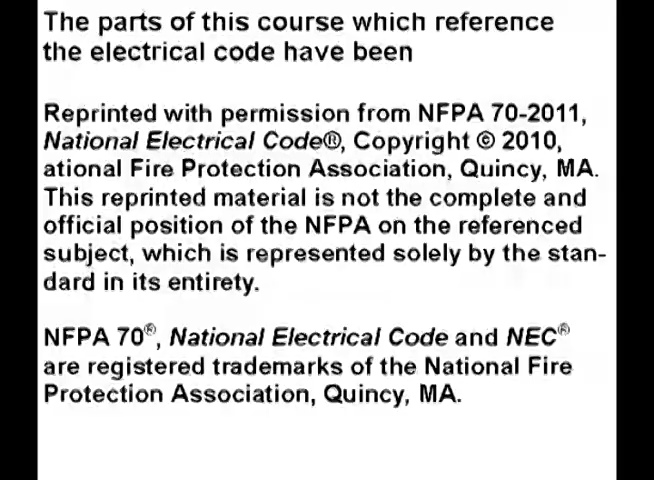 The parts of this course which reference
the electrical code have been
Reprinted with permission from NFPA 70-2011,
National Electrical Code®, Copyright © 2010,
ational Fire Protection Association, Quincy, MA.
This reprinted material is not the complete and
official position of the NFPA on the referenced
subject, which is represented solely by the stan-
dard in its entirety.
NFPA 70®, National Electrical Code and NEC®
are registered trademarks of the National Fire
Protection Association, Quincy, MA.